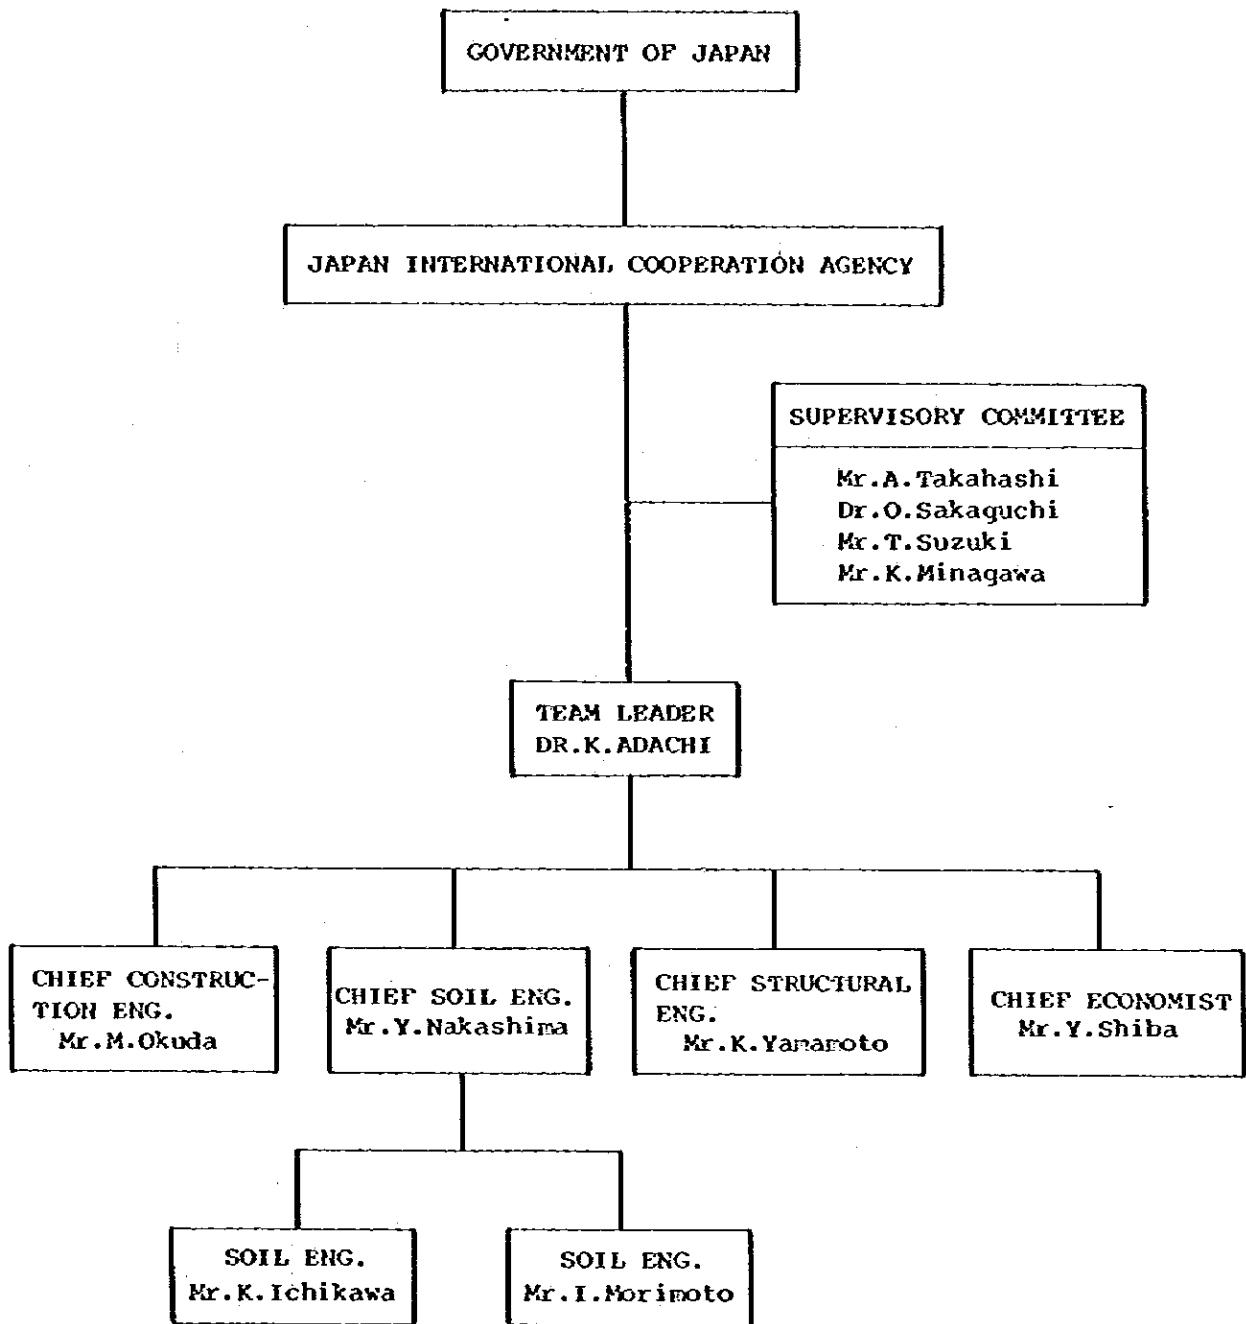 GOVERNMENT OF JAPAN
JAPAN INTERNATIONAL COOPERATION AGENCY
SUPERVISORY COMMITTEE
Mr.A.Takahashi
Dr.O.Sakaguchi
Mr.T.Suzuki
Mr.K.Minagawa
TEAM LEADER
DR.K.ADACHI
CHIEF CONSTRUC-
TION ENG.
Mr.M.Okuda
CHIEF SOIL ENG.
Mr.Y.Nakashima
CHIEF STRUCTURAL
ENG.
Mr.K.Yamamoto
CHIEF ECONOMIST
Mr.Y.Shiba
SOIL ENG.
Mr.K.Ichikawa
SOIL ENG.
Mr.I.Morimoto